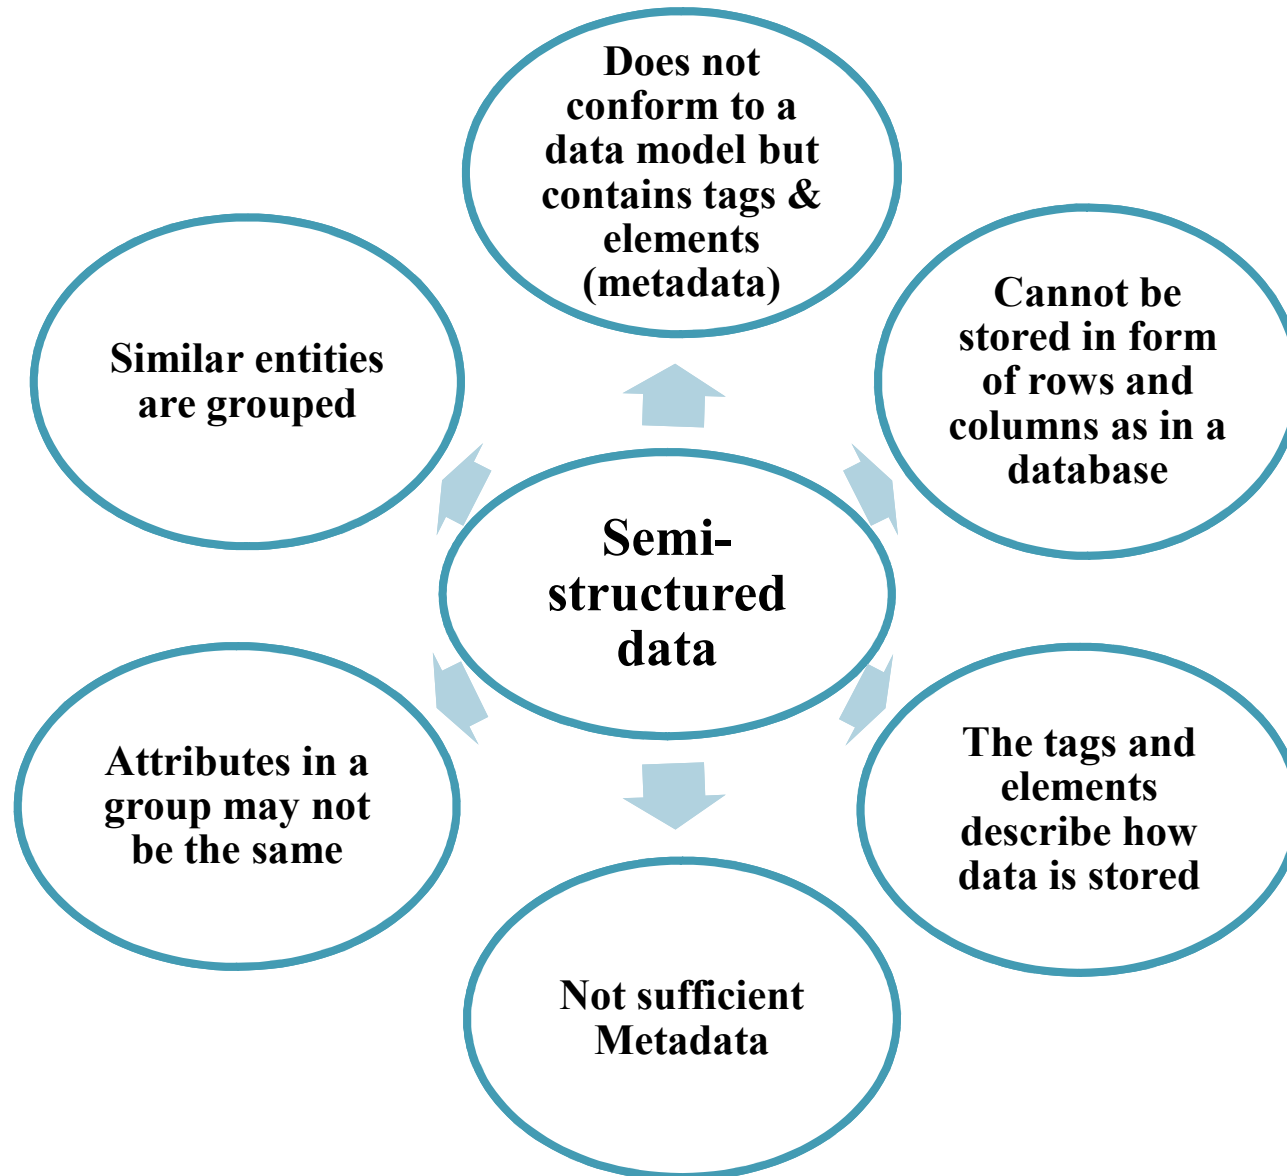 Does not
conform to a
data model but
contains tags &
elements
(metadata)
Cannot be
stored in form
of rows and
columns as in a
database
Similar entities
are grouped
Semi-
structured
data
The tags and
elements
describe how
data is stored
Attributes in a
group may not
be the same
Not sufficient
Metadata